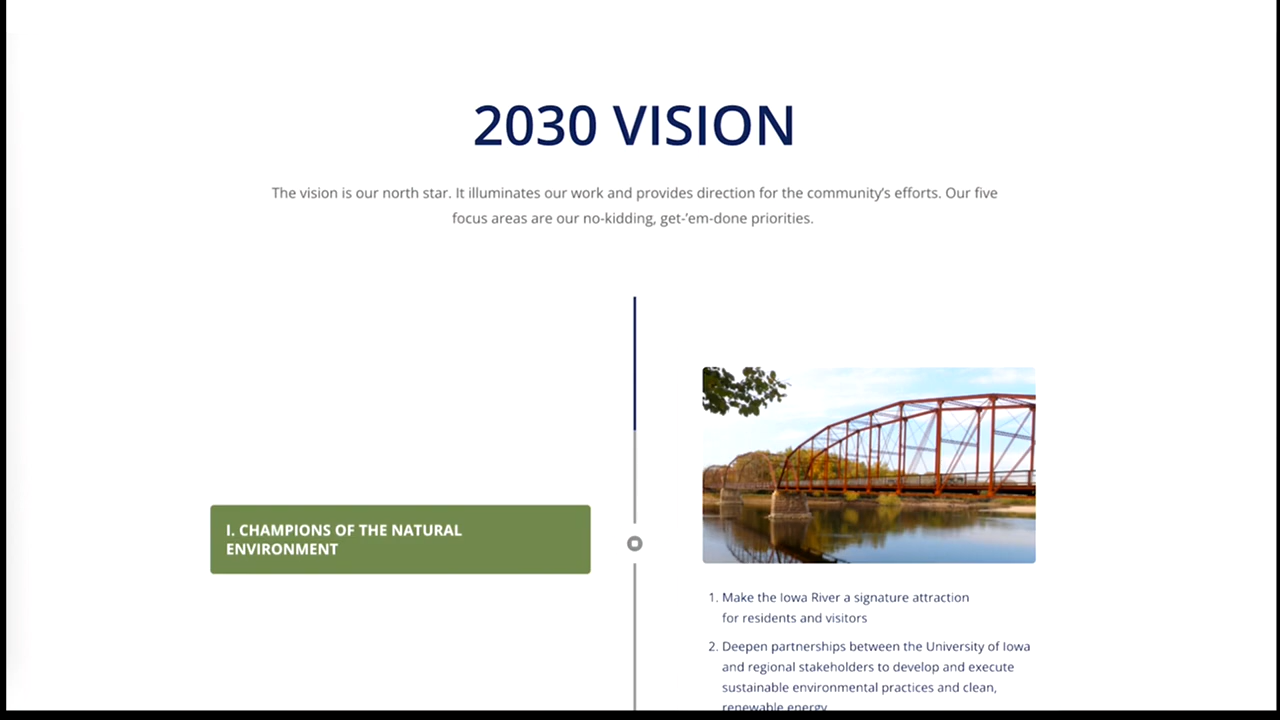 2030 VISION
The vision is our north star. It illuminates our work and provides direction for the community’s efforts. Our five
focus areas are our no-kidding, get-’em-done priorities.
I. CHAMPIONS OF THE NATURAL
ENVIRONMENT
1. Make the Iowa River a signature attraction
for residents and visitors
2. Deepen partnerships between the University of Iowa
and regional stakeholders to develop and execute
sustainable environmental practices and clean,
renewable energy